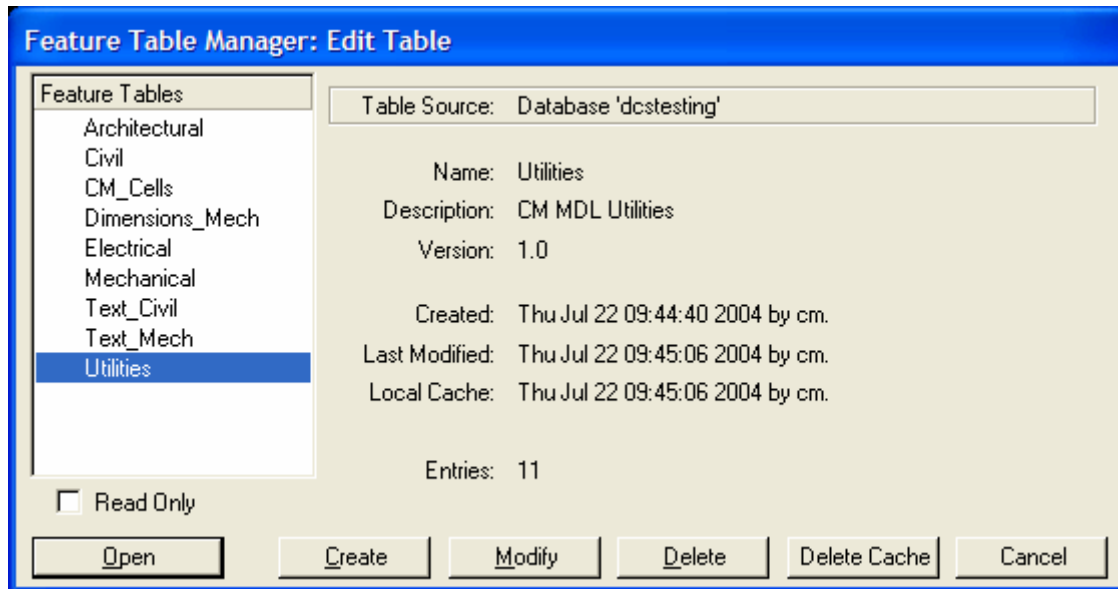 Feature Table Manager: Edit Table
Feature Tables
Architectural
Civil
CM_Cells
Dimensions_Mech
Electrical
Mechanical
Text_Civil
Text_Mech
Utilities
Read Only
Table Source: Database 'dcstesting'
Name: Utilities
Description: CM MDL Utilities
Version: 1.0
Created: Thu Jul 22 09:44:40 2004 by cm.
Last Modified: Thu Jul 22 09:45:06 2004 by cm.
Local Cache: Thu Jul 22 09:45:06 2004 by cm.
Entries: 11
Open Create Modify Delete Delete Cache Cancel